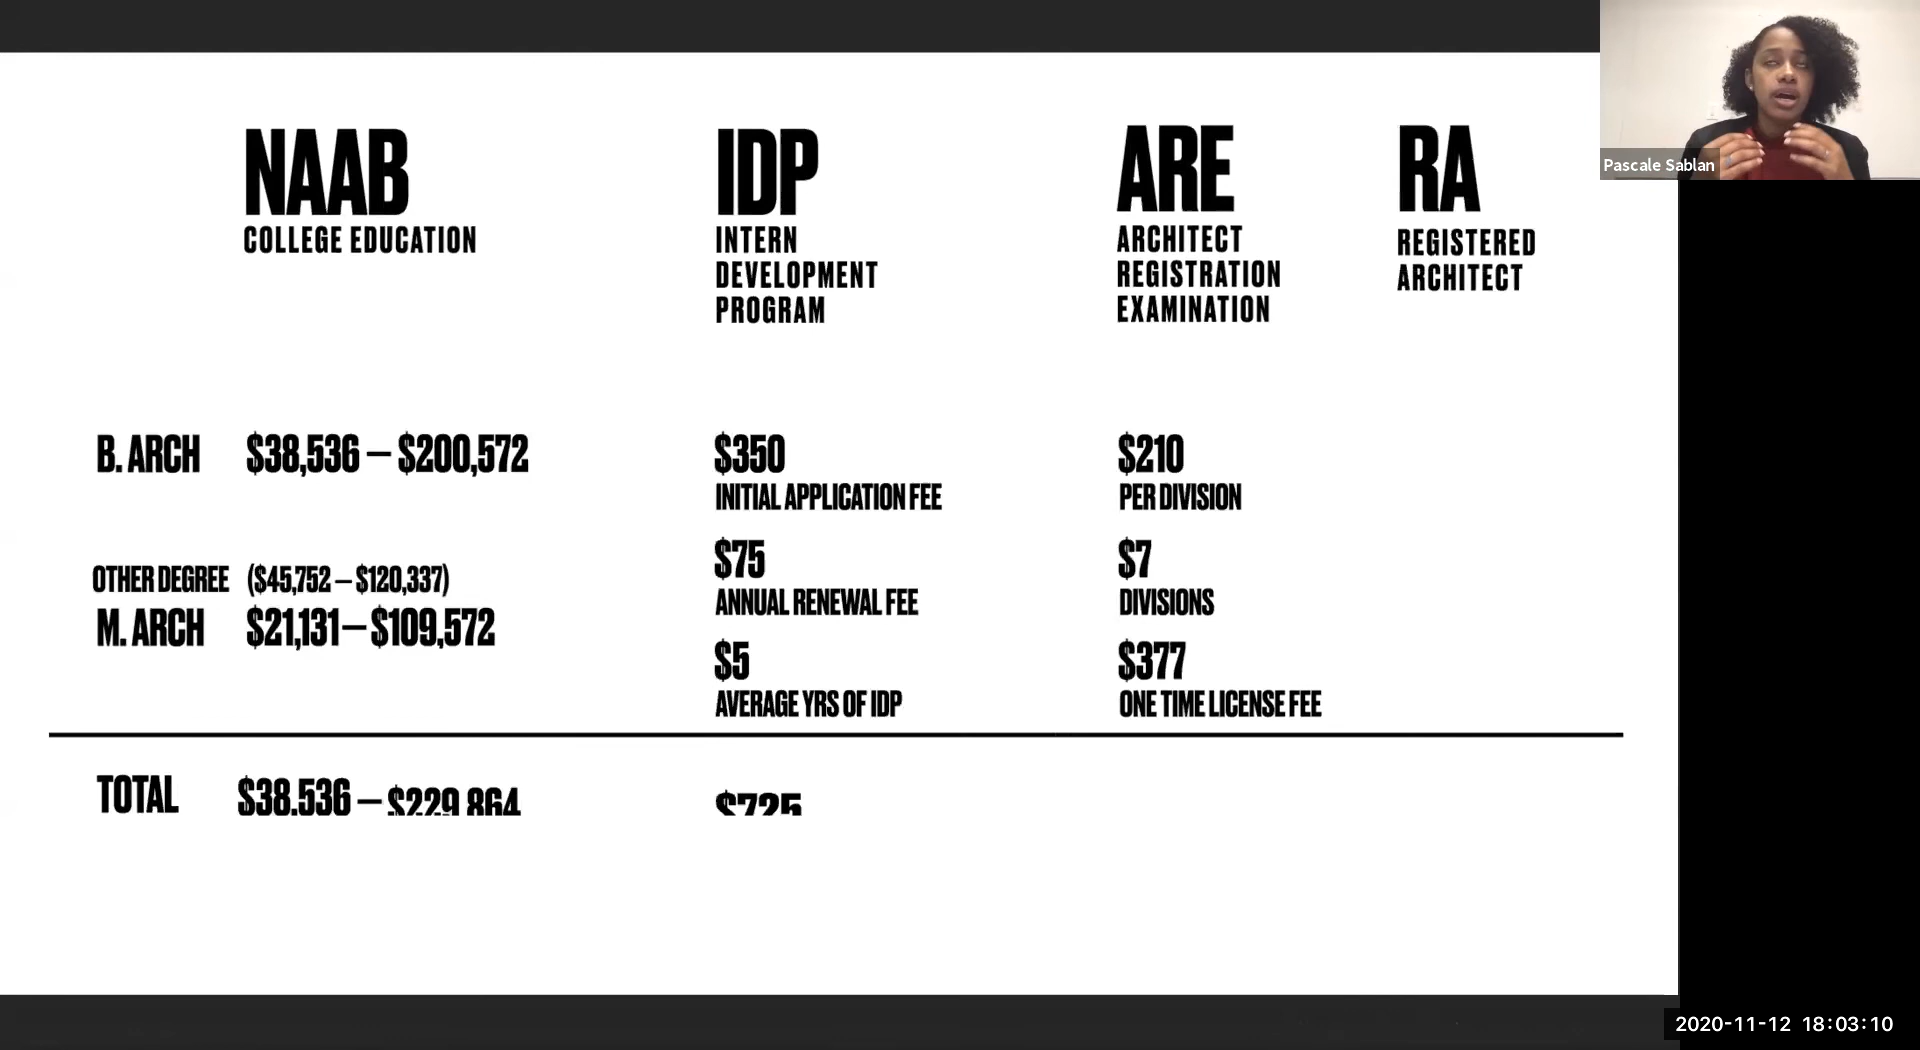 NAAB
COLLEGE EDUCATION
IDP
INTERN
DEVELOPMENT
PROGRAM
ARE
ARCHITECT
REGISTRATION
EXAMINATION
RA
REGISTERED
ARCHITECT
Pascale Sablan
B. ARCH $38,536 – $200,572
OTHER DEGREE ($45,752 – $120,337)
M. ARCH $21,131 – $109,572
$350
INITIAL APPLICATION FEE
$75
ANNUAL RENEWAL FEE
$5
AVERAGE YRS OF IDP
$210
PER DIVISION
$7
DIVISIONS
$377
ONE TIME LICENSE FEE
TOTAL $38,536 – $229,864 $725
2020-11-12 18:03:10